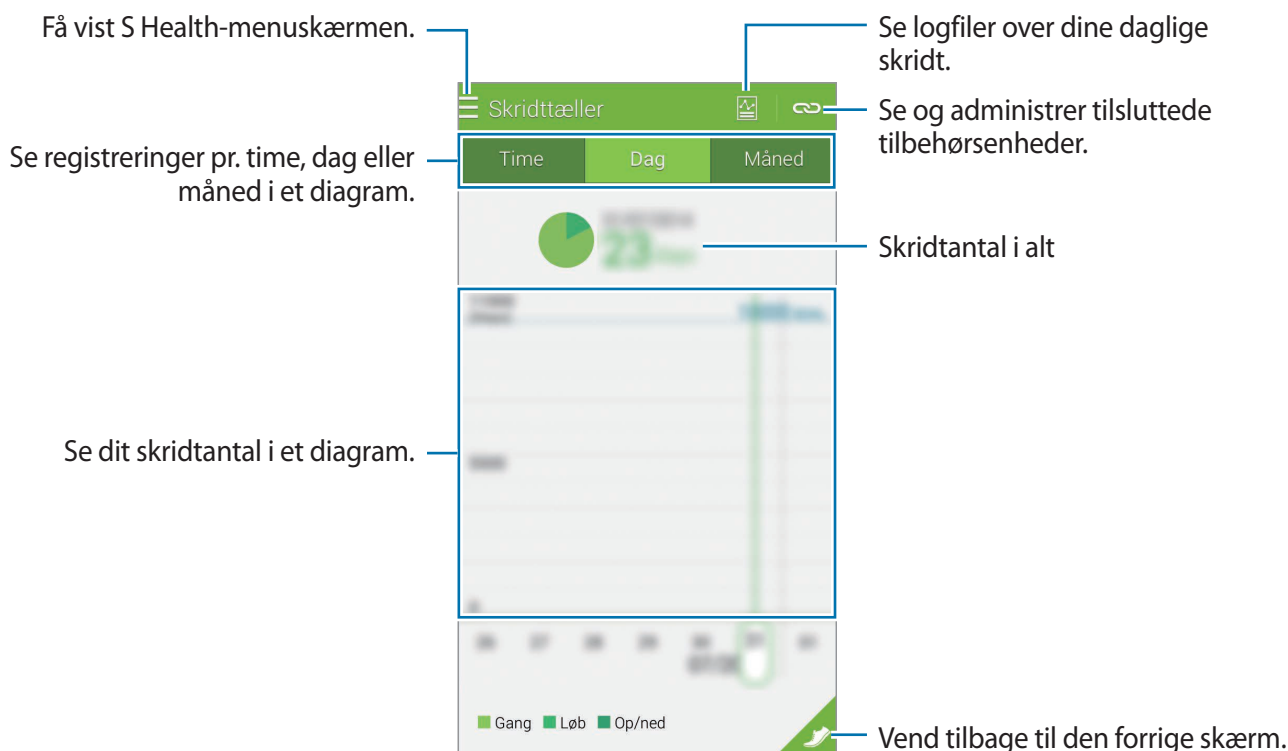 Få vist S Health-menuskærmen.
Se logfiler over dine daglige
skridt.
Skridttæller
Se og administrer tilsluttede
tilbehørsenheder.
Se registreringer pr. time, dag eller
måned i et diagram.
Time Dag Måned
23
Skridtantal i alt
Se dit skridtantal i et diagram.
Gang Løb Op/ned
Vend tilbage til den forrige skærm.